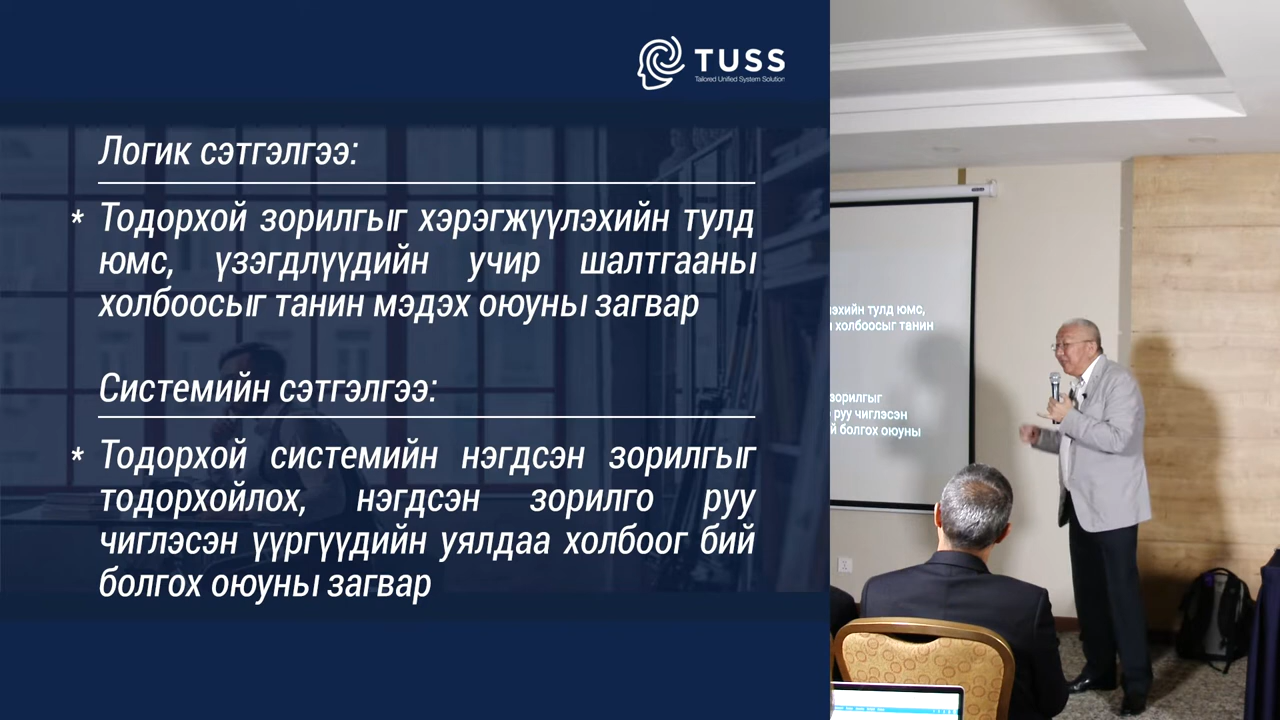 TUSS
Tailored Unified System Solution
Логик сэтгэлгээ:
* Тодорхой зорилгыг хэрэгжүүлэхийн тулд
юмс, үзэгдлүүдийн учир шалтгааны
холбоосыг танин мэдэх оюуны загвар
Системийн сэтгэлгээ:
* Тодорхой системийн нэгдсэн зорилгыг
тодорхойлох, нэгдсэн зорилго руу
чиглэсэн үүргүүдийн уялдаа холбоог бий
болгох оюуны загвар
лэхийн тулд юмс,
холбоосыг танин
зорилгыг
руу чиглэсэн
й болгох оюуны